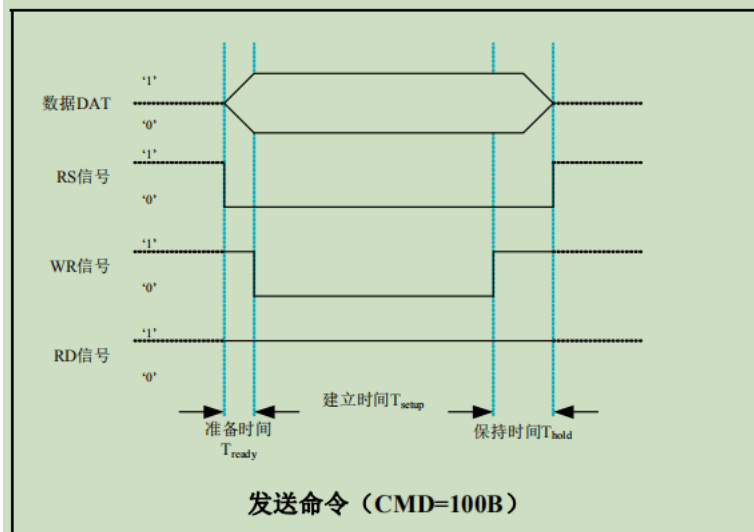 ‘1’
数据DAT
‘0’
‘1’
RS信号
‘0’
‘1’
WR信号
‘0’
‘1’
RD信号
‘0’
建立时间Tsetup
准备时间
Tready
保持时间Thold
发送命令（CMD=100B）